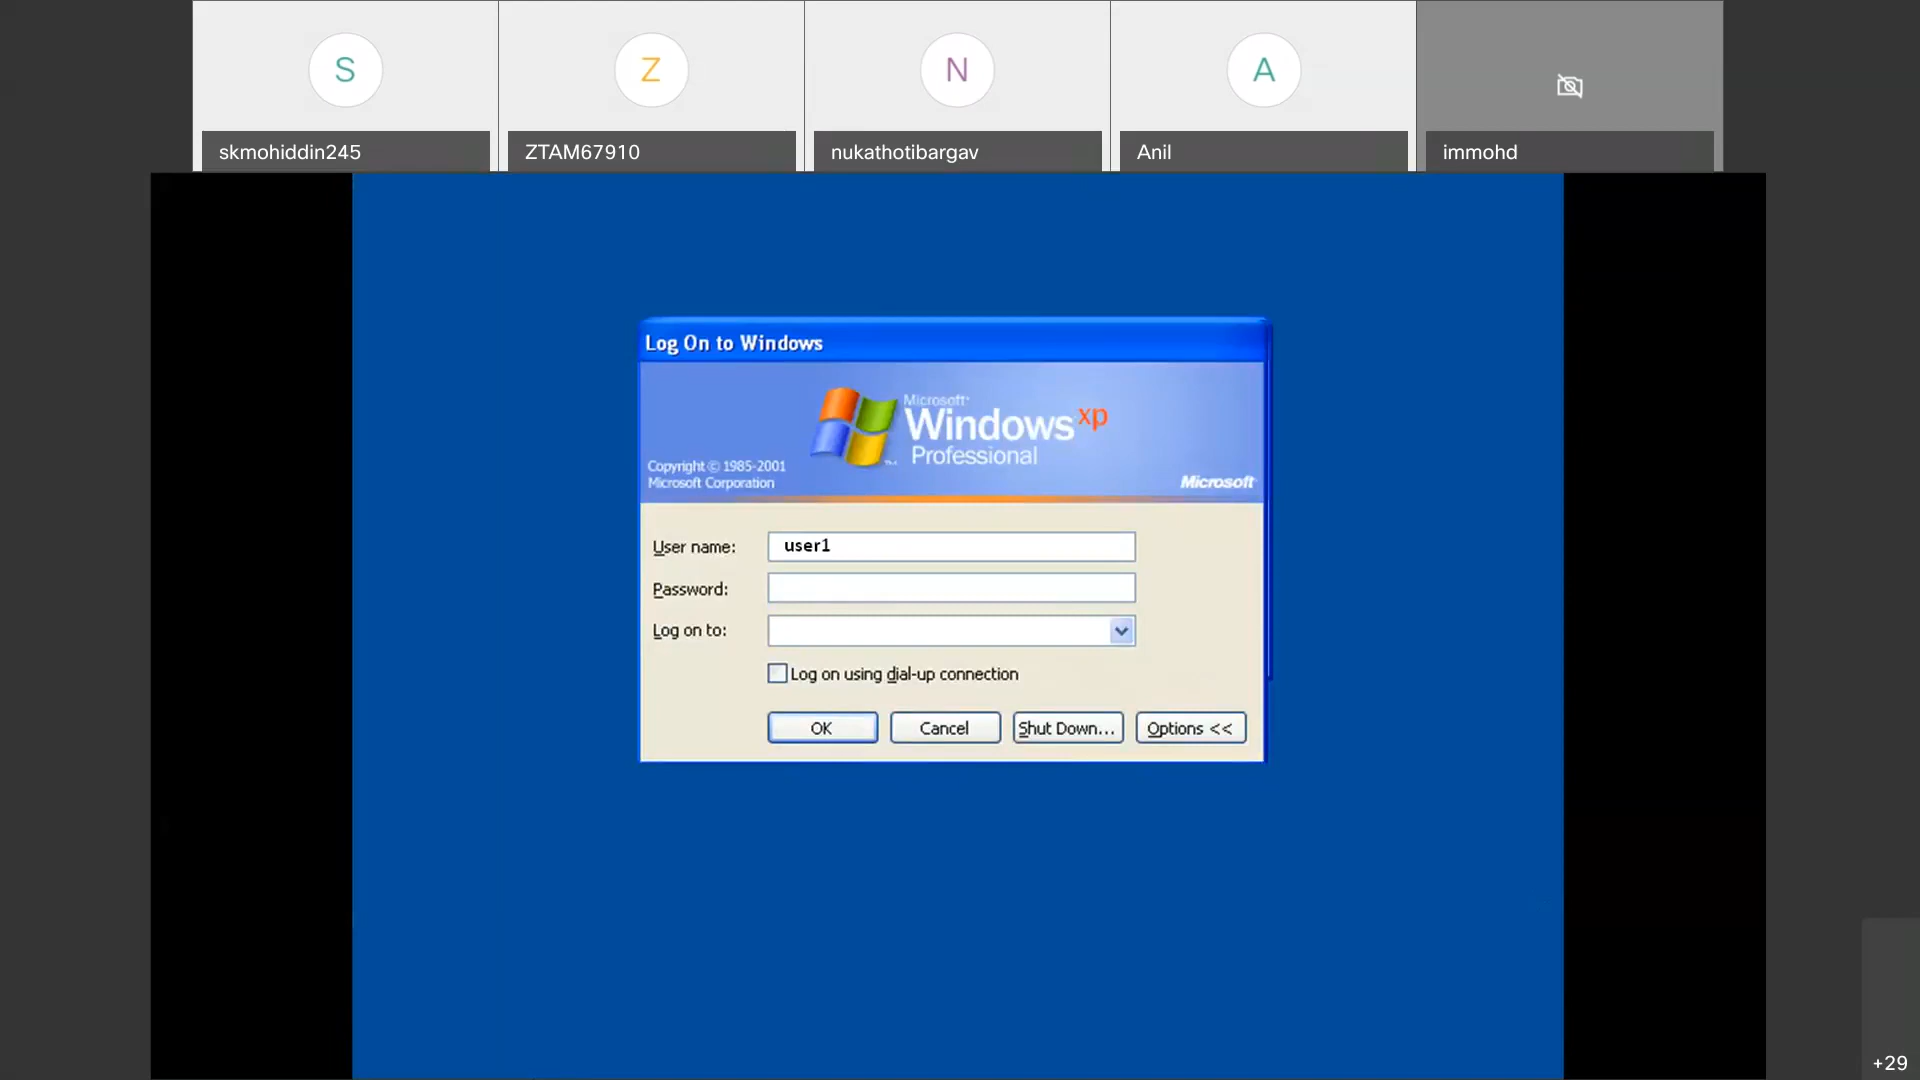 S
Z
N
A
skmohiddin245
ZTAM67910
nukathotibargav
Anil
immohd
Log On to Windows
Microsoft®
Windows xp
Professional
Copyright © 1985-2001
Microsoft Corporation
Microsoft
User name: user1
Password:
Log on to:
Log on using dial-up connection
OK
Cancel
Shut Down...
Options <<
+29